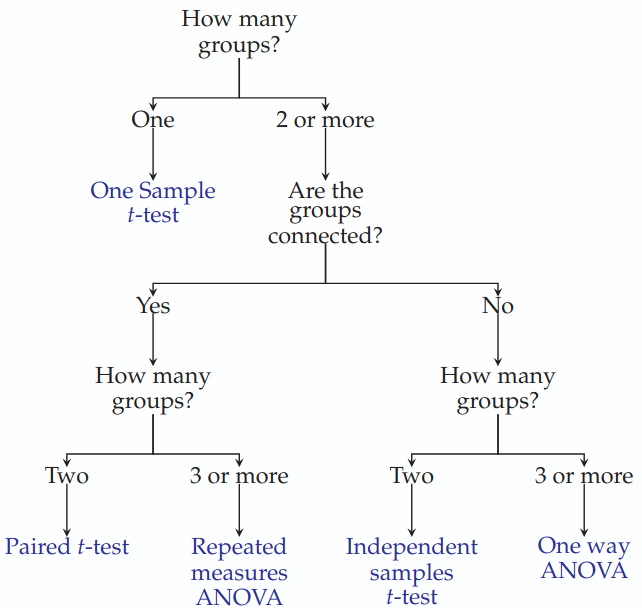 How many
groups?
One
2 or more
One Sample
t-test
Are the
groups
connected?
Yes
No
How many
groups?
How many
groups?
Two
3 or more
Two
3 or more
Paired t-test
Repeated
measures
ANOVA
Independent
samples
t-test
One way
ANOVA